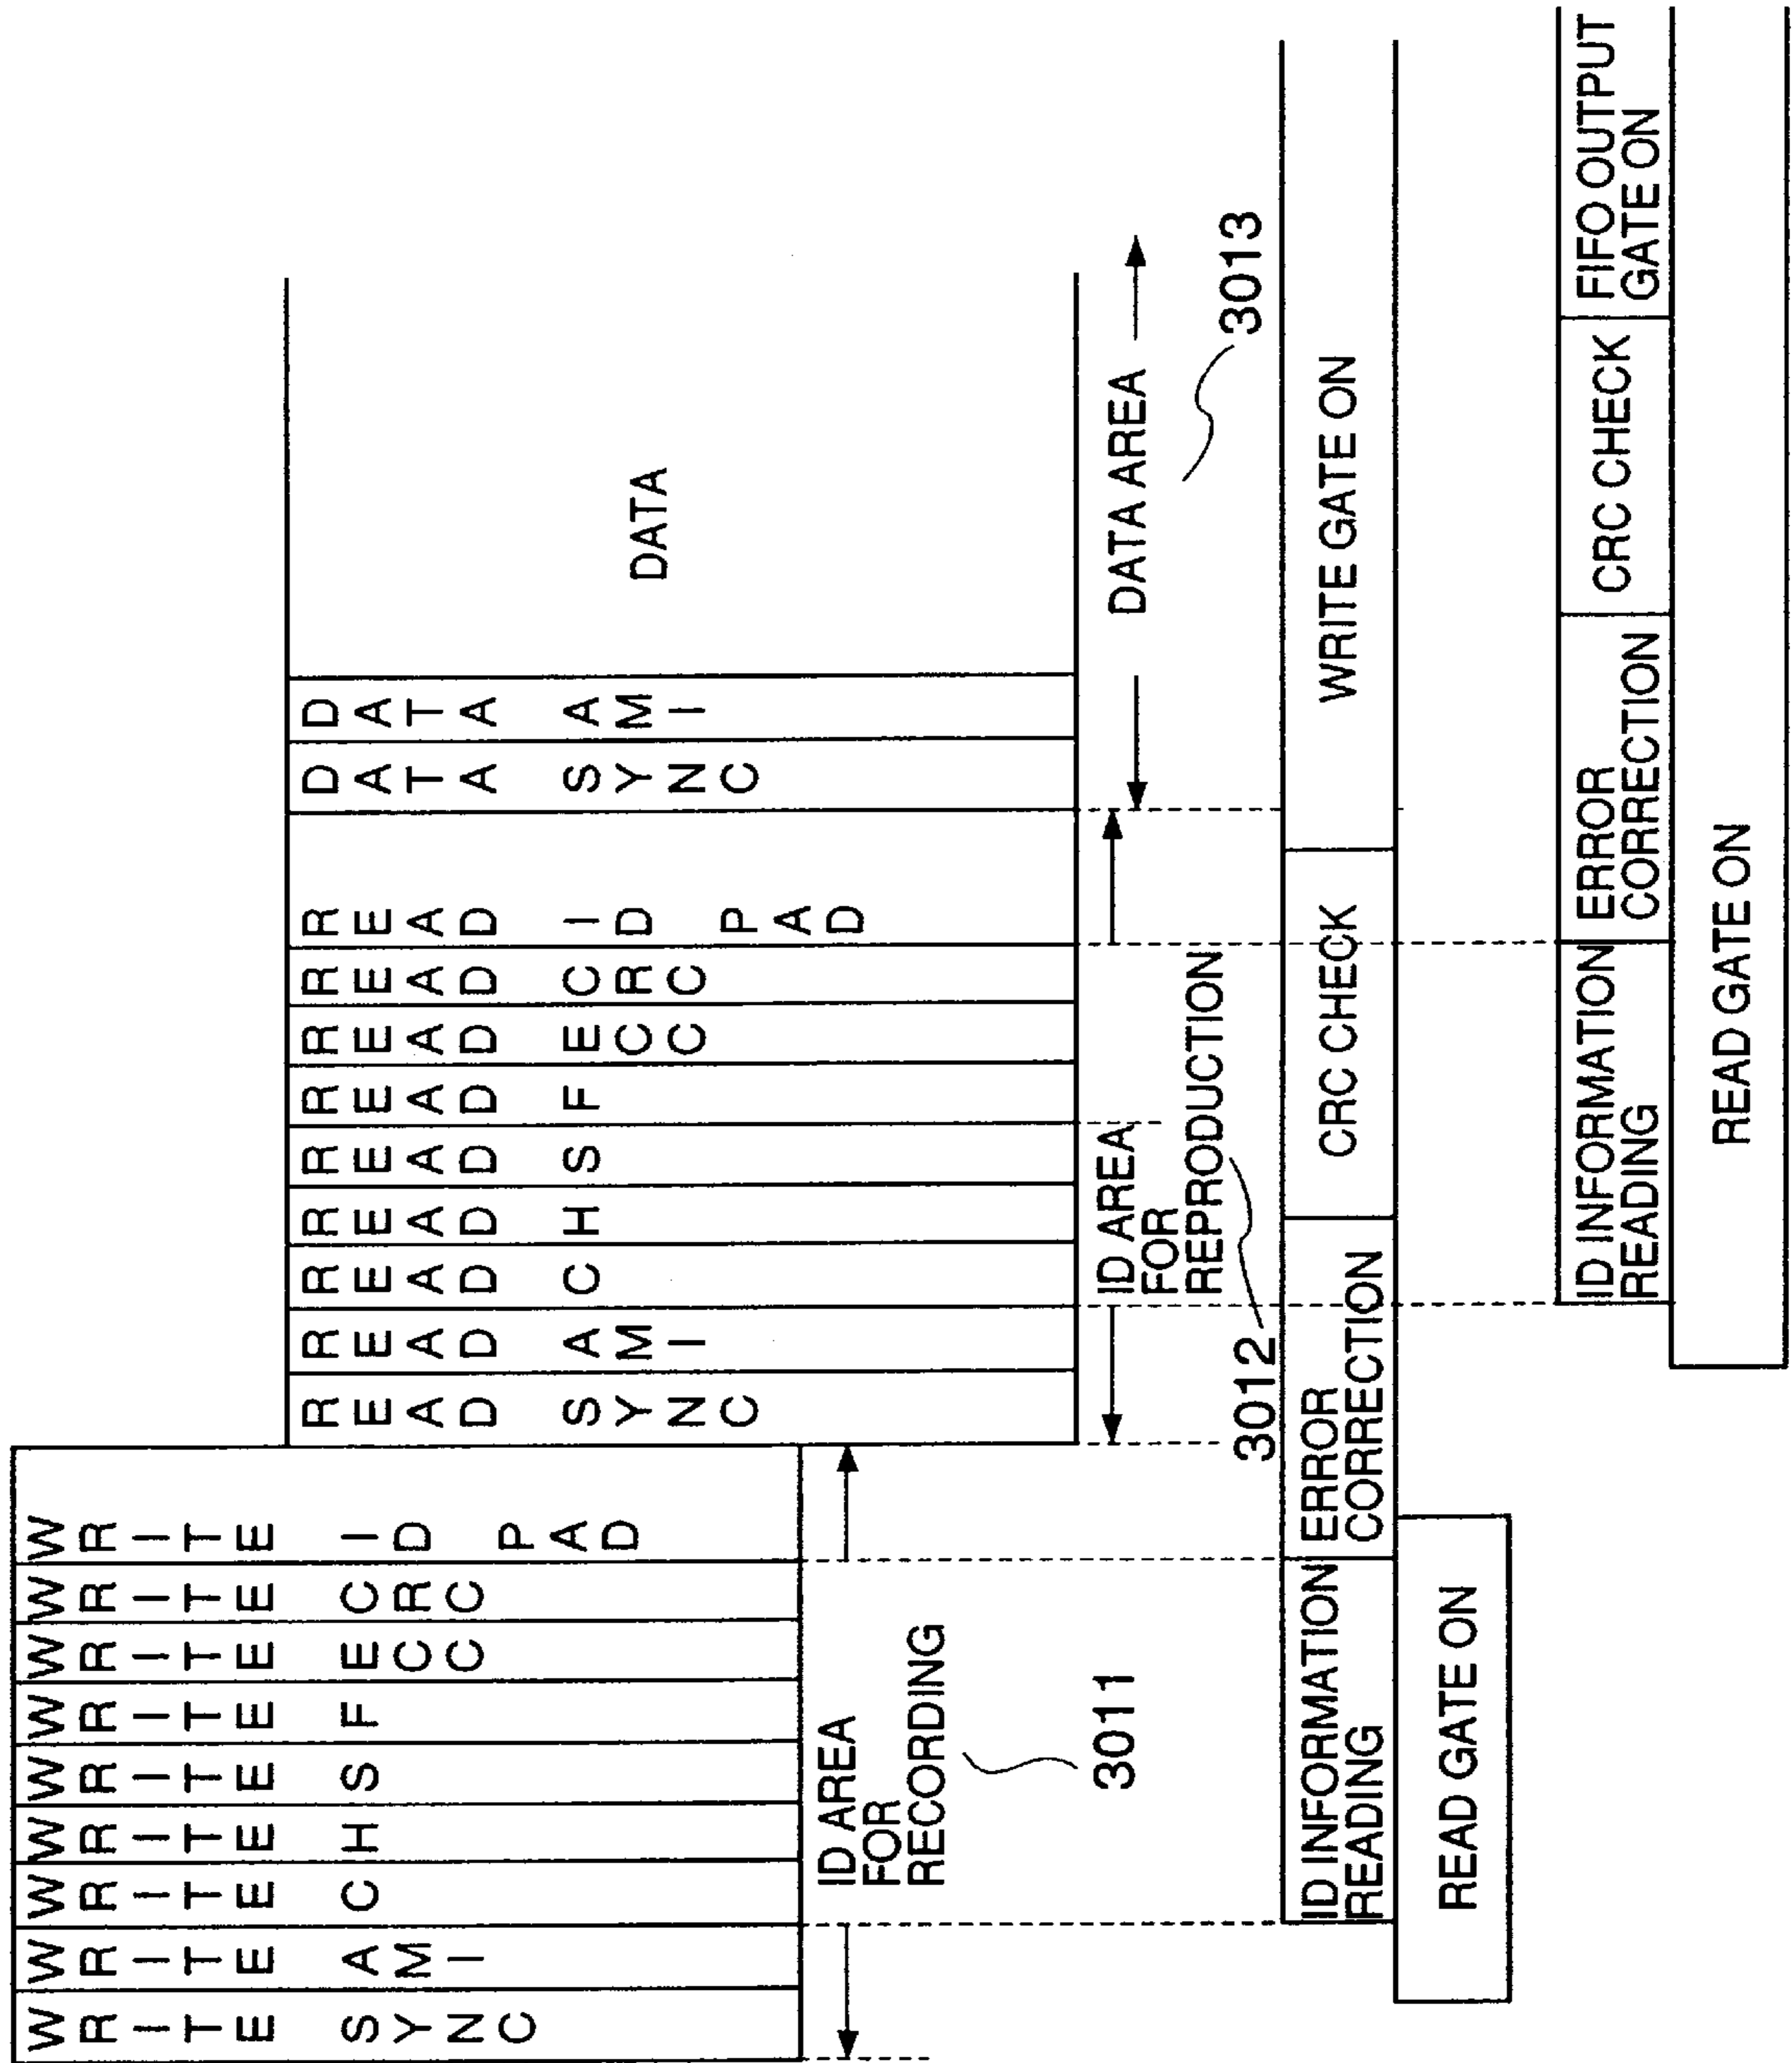 WRITE SYNC
WRITE AMI
WRITE C
WRITE H
WRITE S
WRITE F
WRITE ECC
WRITE CRC
WRITE ID PAD
READ SYNC
READ AMI
READ C
READ H
READ S
READ F
READ ECC
READ CRC
READ ID PAD
DATA SYNC
DATA AMI
DATA
ID AREA
FOR
RECORDING
3011
ID AREA
FOR
REPRODUCTION
3012
DATA AREA
3013
ID INFORMATION
READING
ERROR
CORRECTION
CRC CHECK
WRITE GATE ON
READ GATE ON
ID INFORMATION
READING
ERROR
CORRECTION
CRC CHECK
FIFO OUTPUT
GATE ON
READ GATE ON